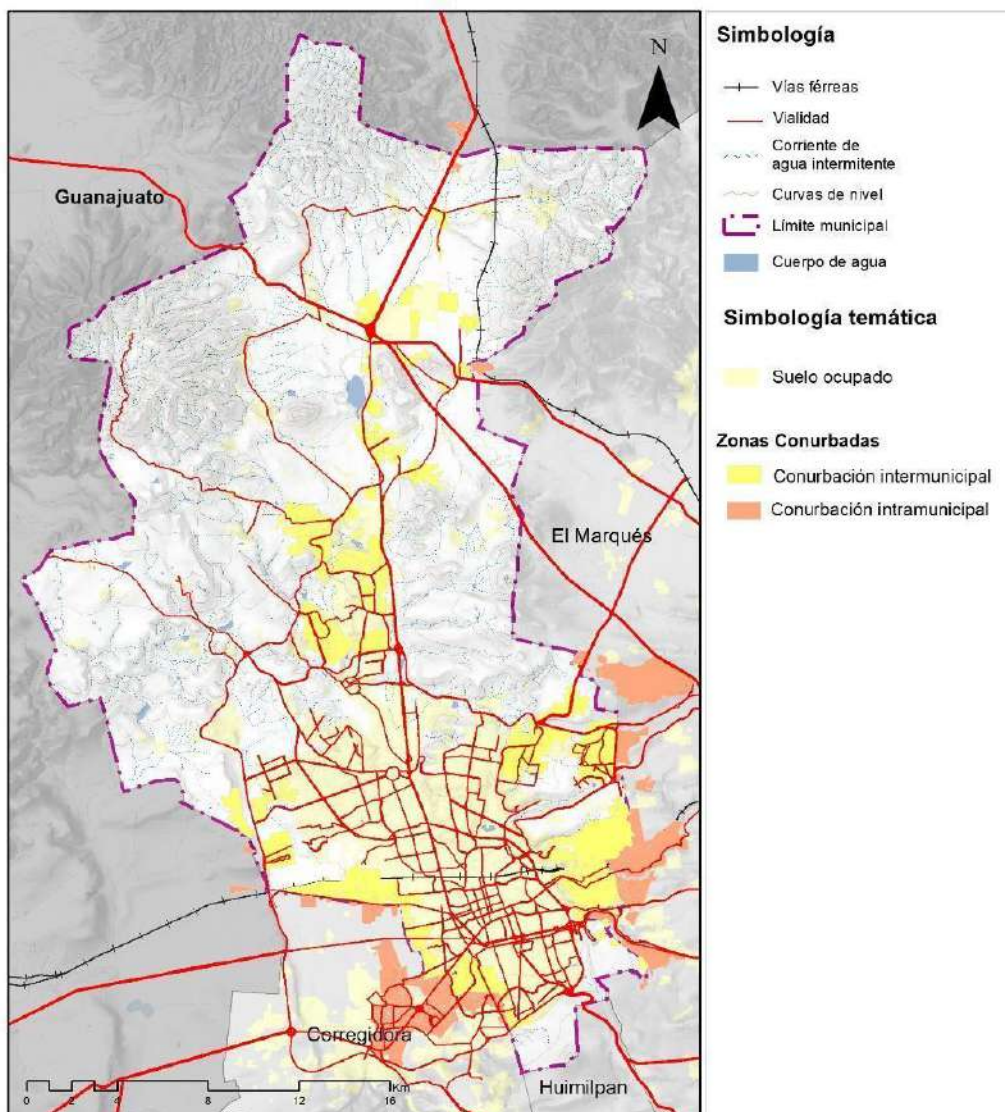 N
Guanajuato
El Marqués
Corregidora
Huimilpan
0 2 4 8 12 16 Km
Simbología
Vías férreas
Vialidad
Corriente de
agua intermitente
Curvas de nivel
Límite municipal
Cuerpo de agua
Simbología temática
Suelo ocupado
Zonas Conurbadas
Conurbación intermunicipal
Conurbación intramunicipal